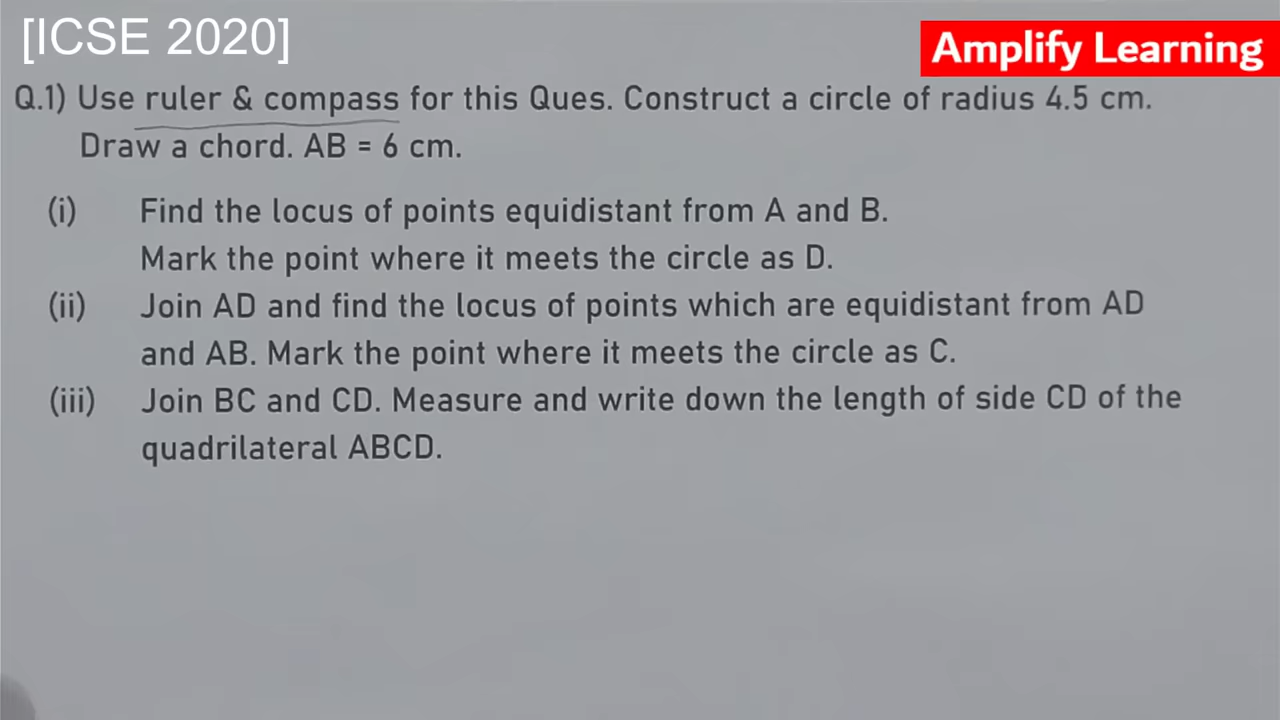 [ICSE 2020]
Amplify Learning
Q.1) Use ruler & compass for this Ques. Construct a circle of radius 4.5 cm.
Draw a chord. AB = 6 cm.
(i) Find the locus of points equidistant from A and B.
Mark the point where it meets the circle as D.
(ii) Join AD and find the locus of points which are equidistant from AD
and AB. Mark the point where it meets the circle as C.
(iii) Join BC and CD. Measure and write down the length of side CD of the
quadrilateral ABCD.